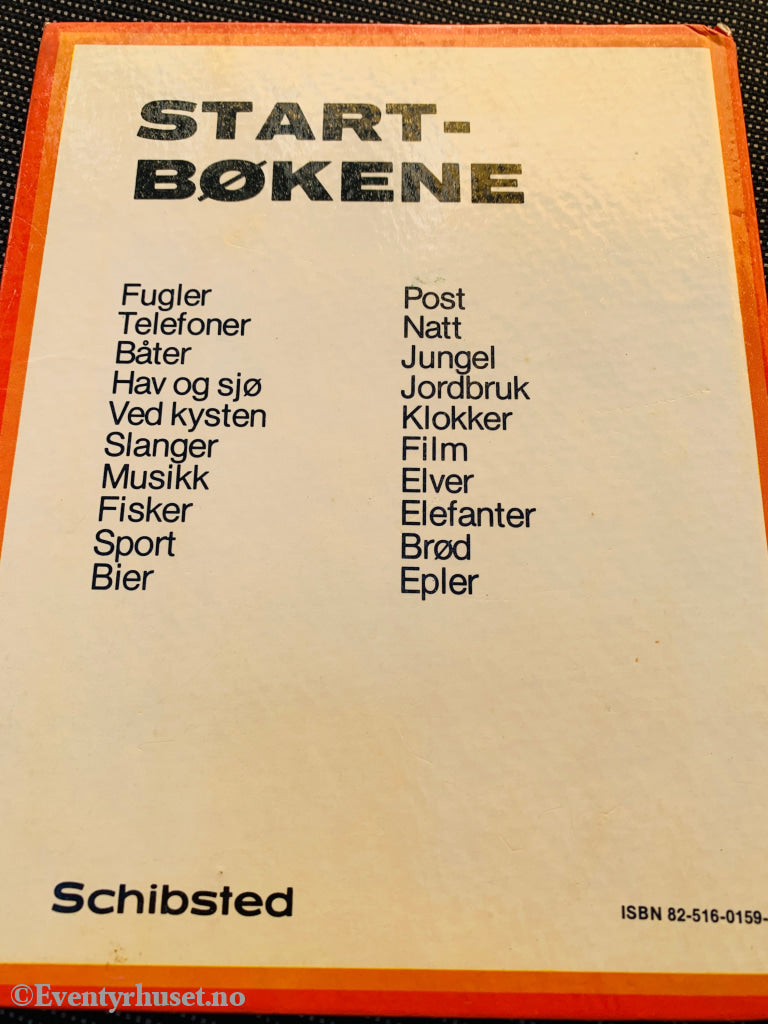 START-
BØKENE
Fugler
Telefoner
Båter
Hav og sjø
Ved kysten
Slanger
Musikk
Fisker
Sport
Bier
Post
Natt
Jungel
Jordbruk
Klokker
Film
Elver
Elefanter
Brød
Epler
Schibsted
ISBN 82-516-0159-
©Eventyrhuset.no